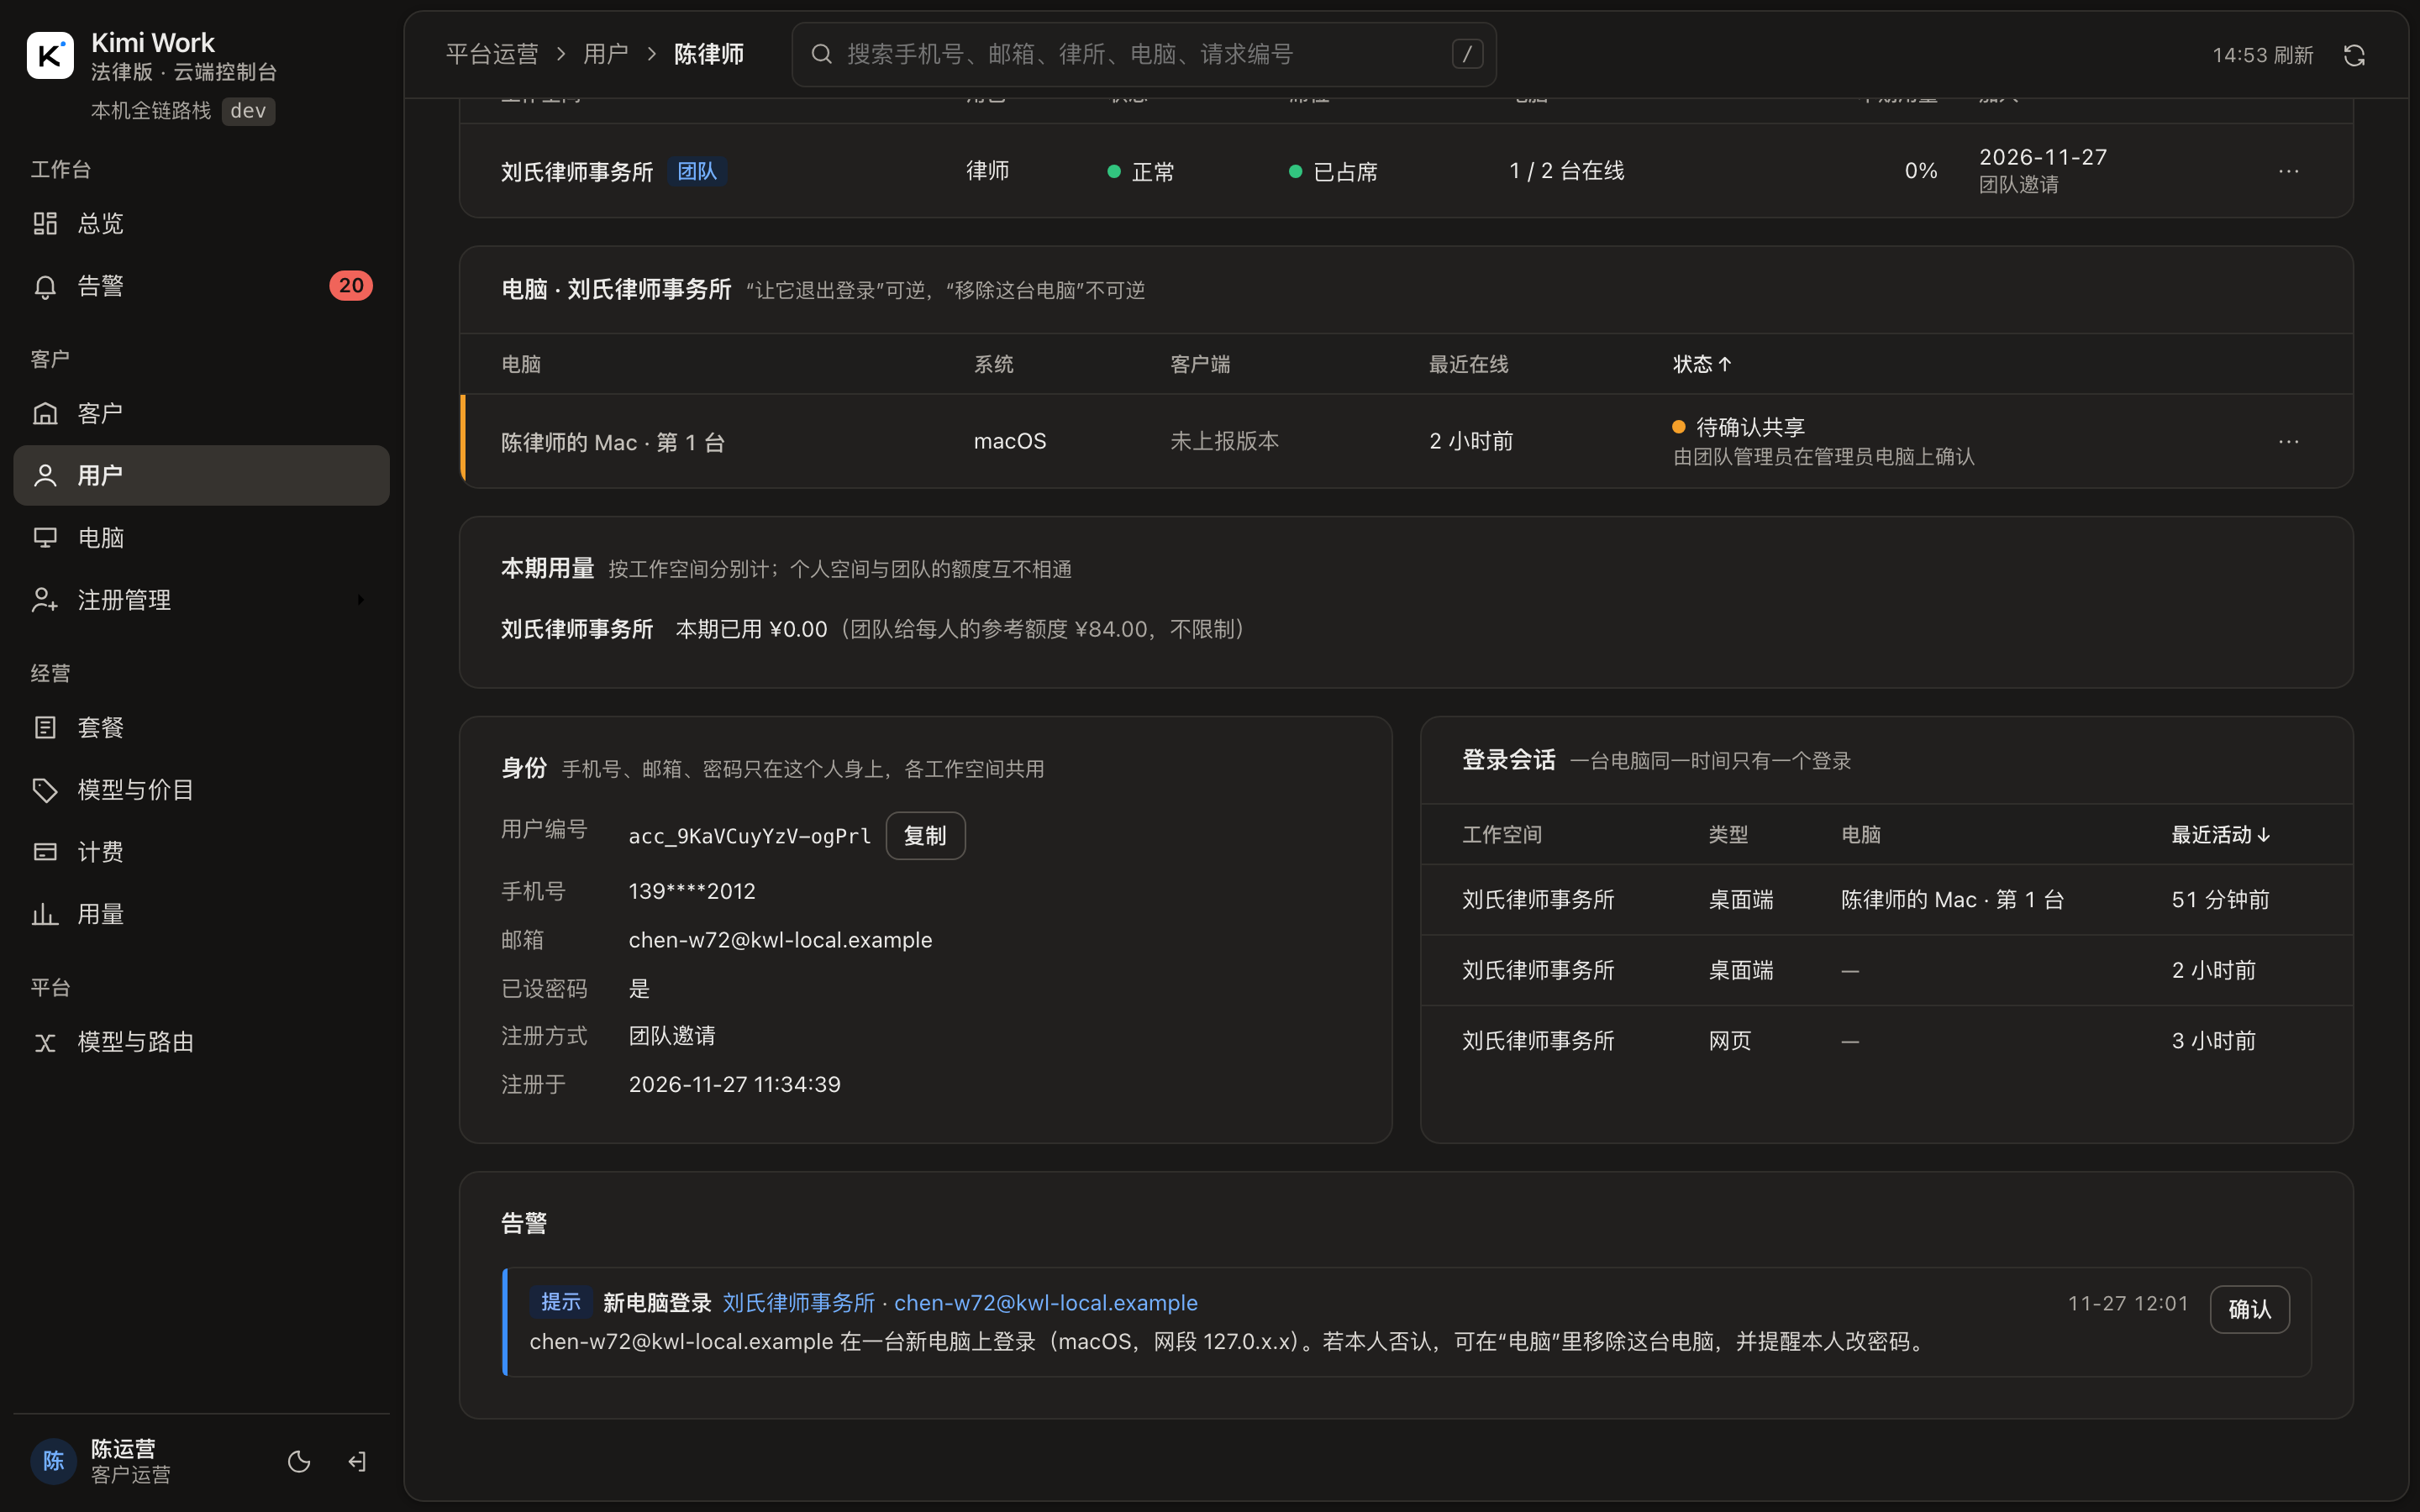 Kimi Work
法律版 · 云端控制台
本机全链路栈 dev
工作台
总览
告警 20
客户
客户
用户
电脑
注册管理
经营
套餐
模型与价目
计费
用量
平台
模型与路由
陈 陈运营
客户运营
平台运营 > 用户 > 陈律师
搜索手机号、邮箱、律所、电脑、请求编号 /
14:53 刷新
刘氏律师事务所 团队 律师 正常 已占席 1 / 2 台在线 0% 2026-11-27
团队邀请
电脑 · 刘氏律师事务所 “让它退出登录”可逆，“移除这台电脑”不可逆
电脑 系统 客户端 最近在线 状态 ↑
陈律师的 Mac · 第 1 台 macOS 未上报版本 2 小时前 待确认共享
由团队管理员在管理员电脑上确认
本期用量 按工作空间分别计；个人空间与团队的额度互不相通
刘氏律师事务所 本期已用 ¥0.00（团队给每人的参考额度 ¥84.00，不限制）
身份 手机号、邮箱、密码只在这个人身上，各工作空间共用
用户编号 acc_9KaVCuyYzV-ogPrl 复制
手机号 139****2012
邮箱 chen-w72@kwl-local.example
已设密码 是
注册方式 团队邀请
注册于 2026-11-27 11:34:39
登录会话 一台电脑同一时间只有一个登录
工作空间 类型 电脑 最近活动 ↓
刘氏律师事务所 桌面端 陈律师的 Mac · 第 1 台 51 分钟前
刘氏律师事务所 桌面端 — 2 小时前
刘氏律师事务所 网页 — 3 小时前
告警
提示 新电脑登录 刘氏律师事务所 · chen-w72@kwl-local.example 11-27 12:01 确认
chen-w72@kwl-local.example 在一台新电脑上登录（macOS，网段 127.0.x.x）。若本人否认，可在“电脑”里移除这台电脑，并提醒本人改密码。